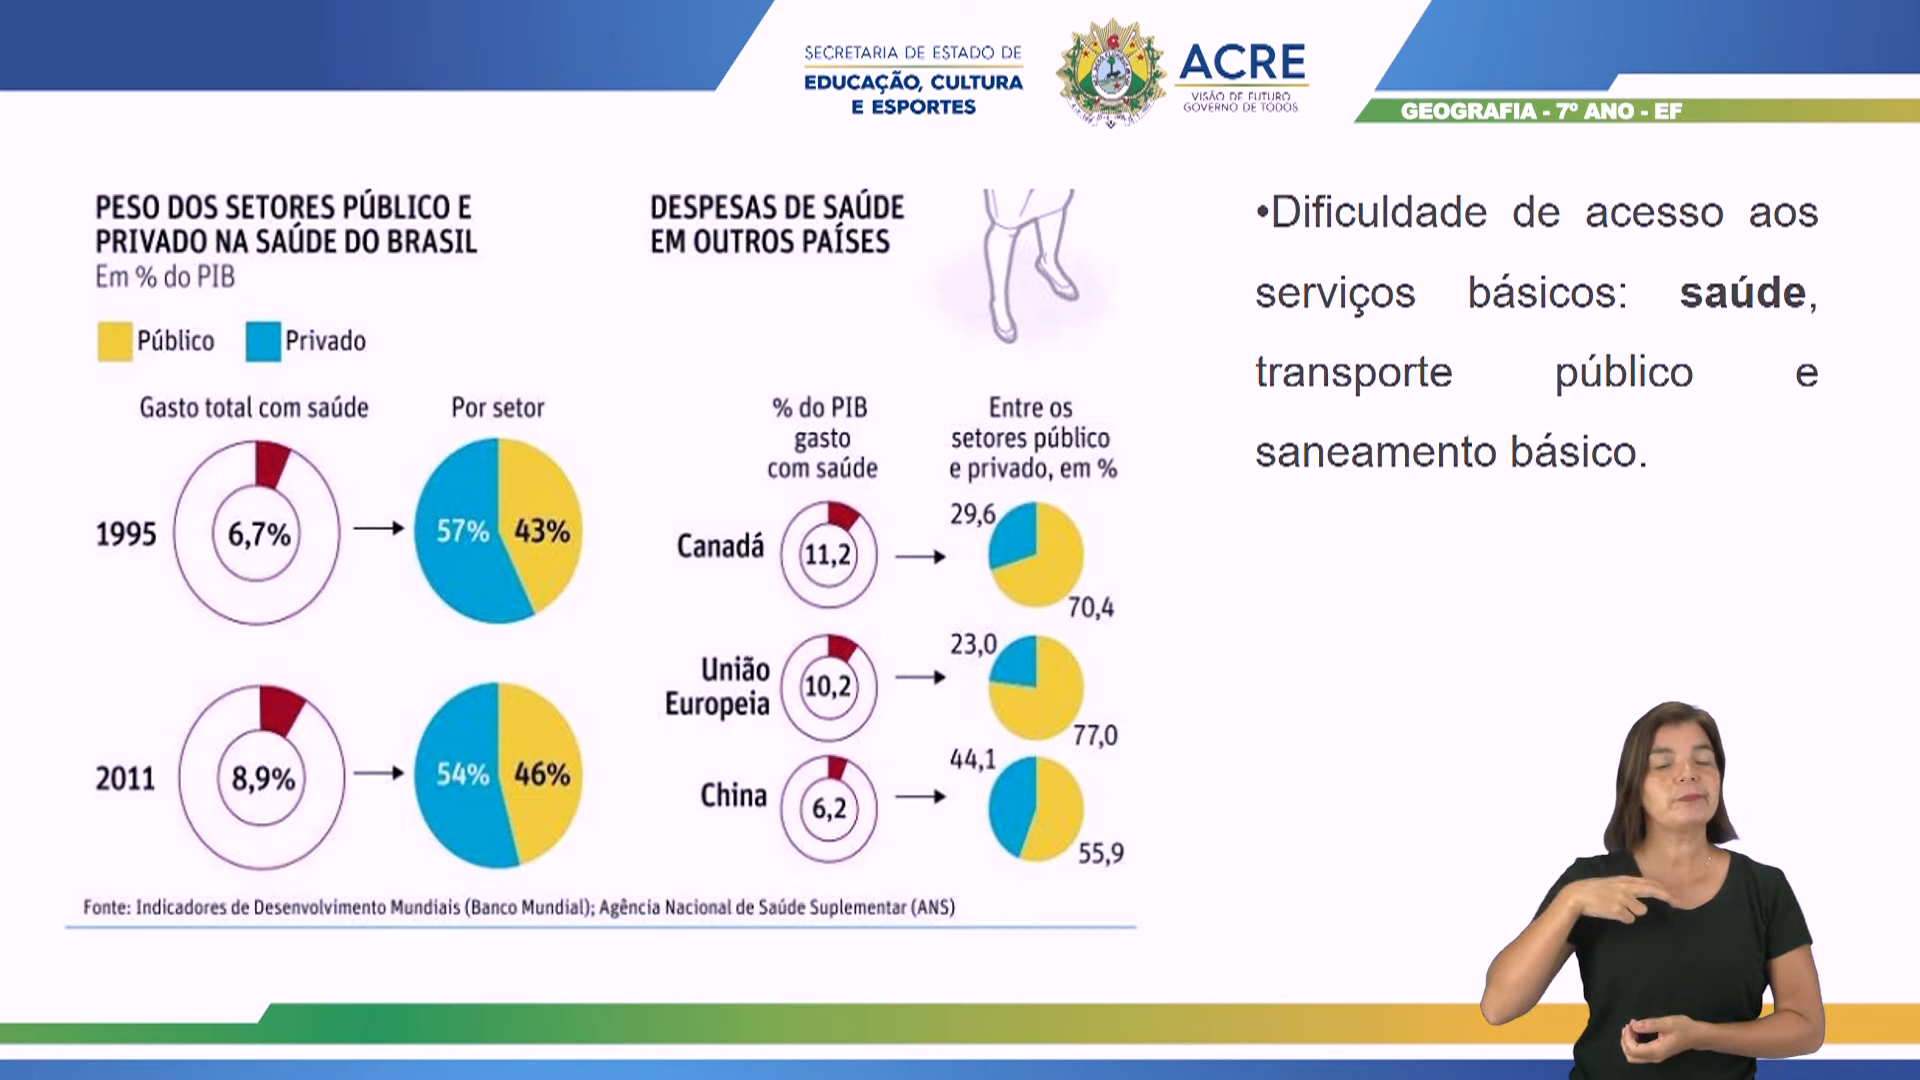 SECRETARIA DE ESTADO DE
EDUCAÇÃO, CULTURA
E ESPORTES
ACRE
VISÃO DE FUTURO
GOVERNO DE TODOS
GEOGRAFIA - 7º ANO - EF
PESO DOS SETORES PÚBLICO E
PRIVADO NA SAÚDE DO BRASIL
Em % do PIB
Público
Privado
Gasto total com saúde
Por setor
1995
6,7%
57%
43%
2011
8,9%
54%
46%
DESPESAS DE SAÚDE
EM OUTROS PAÍSES
% do PIB
gasto
com saúde
Entre os
setores público
e privado, em %
Canadá
11,2
29,6
70,4
União
Europeia
10,2
23,0
77,0
China
6,2
44,1
55,9
Fonte: Indicadores de Desenvolvimento Mundiais (Banco Mundial); Agência Nacional de Saúde Suplementar (ANS)
•Dificuldade de acesso aos
serviços básicos: saúde,
transporte público e
saneamento básico.